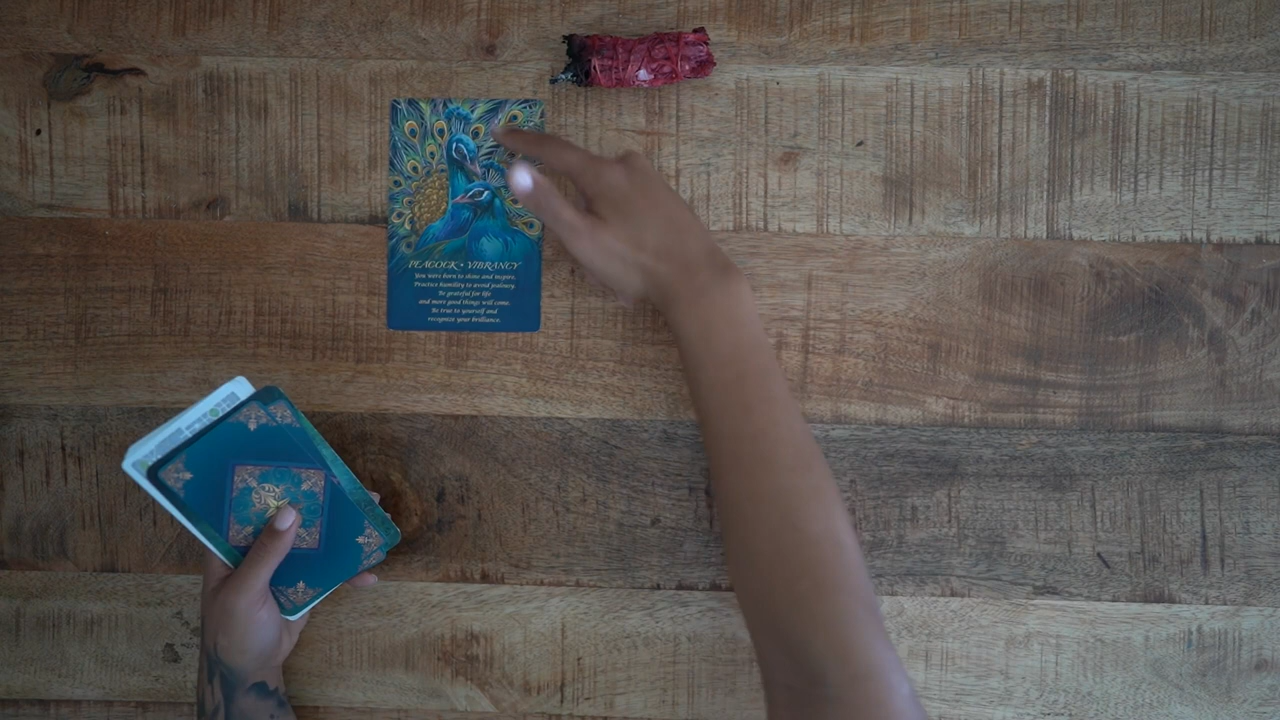 PEACOCK • VIBRANCY
You were born to shine and inspire.
Practice humility to avoid jealousy.
Be grateful for life
and more good things will come.
Be true to yourself and
recognize your brilliance.